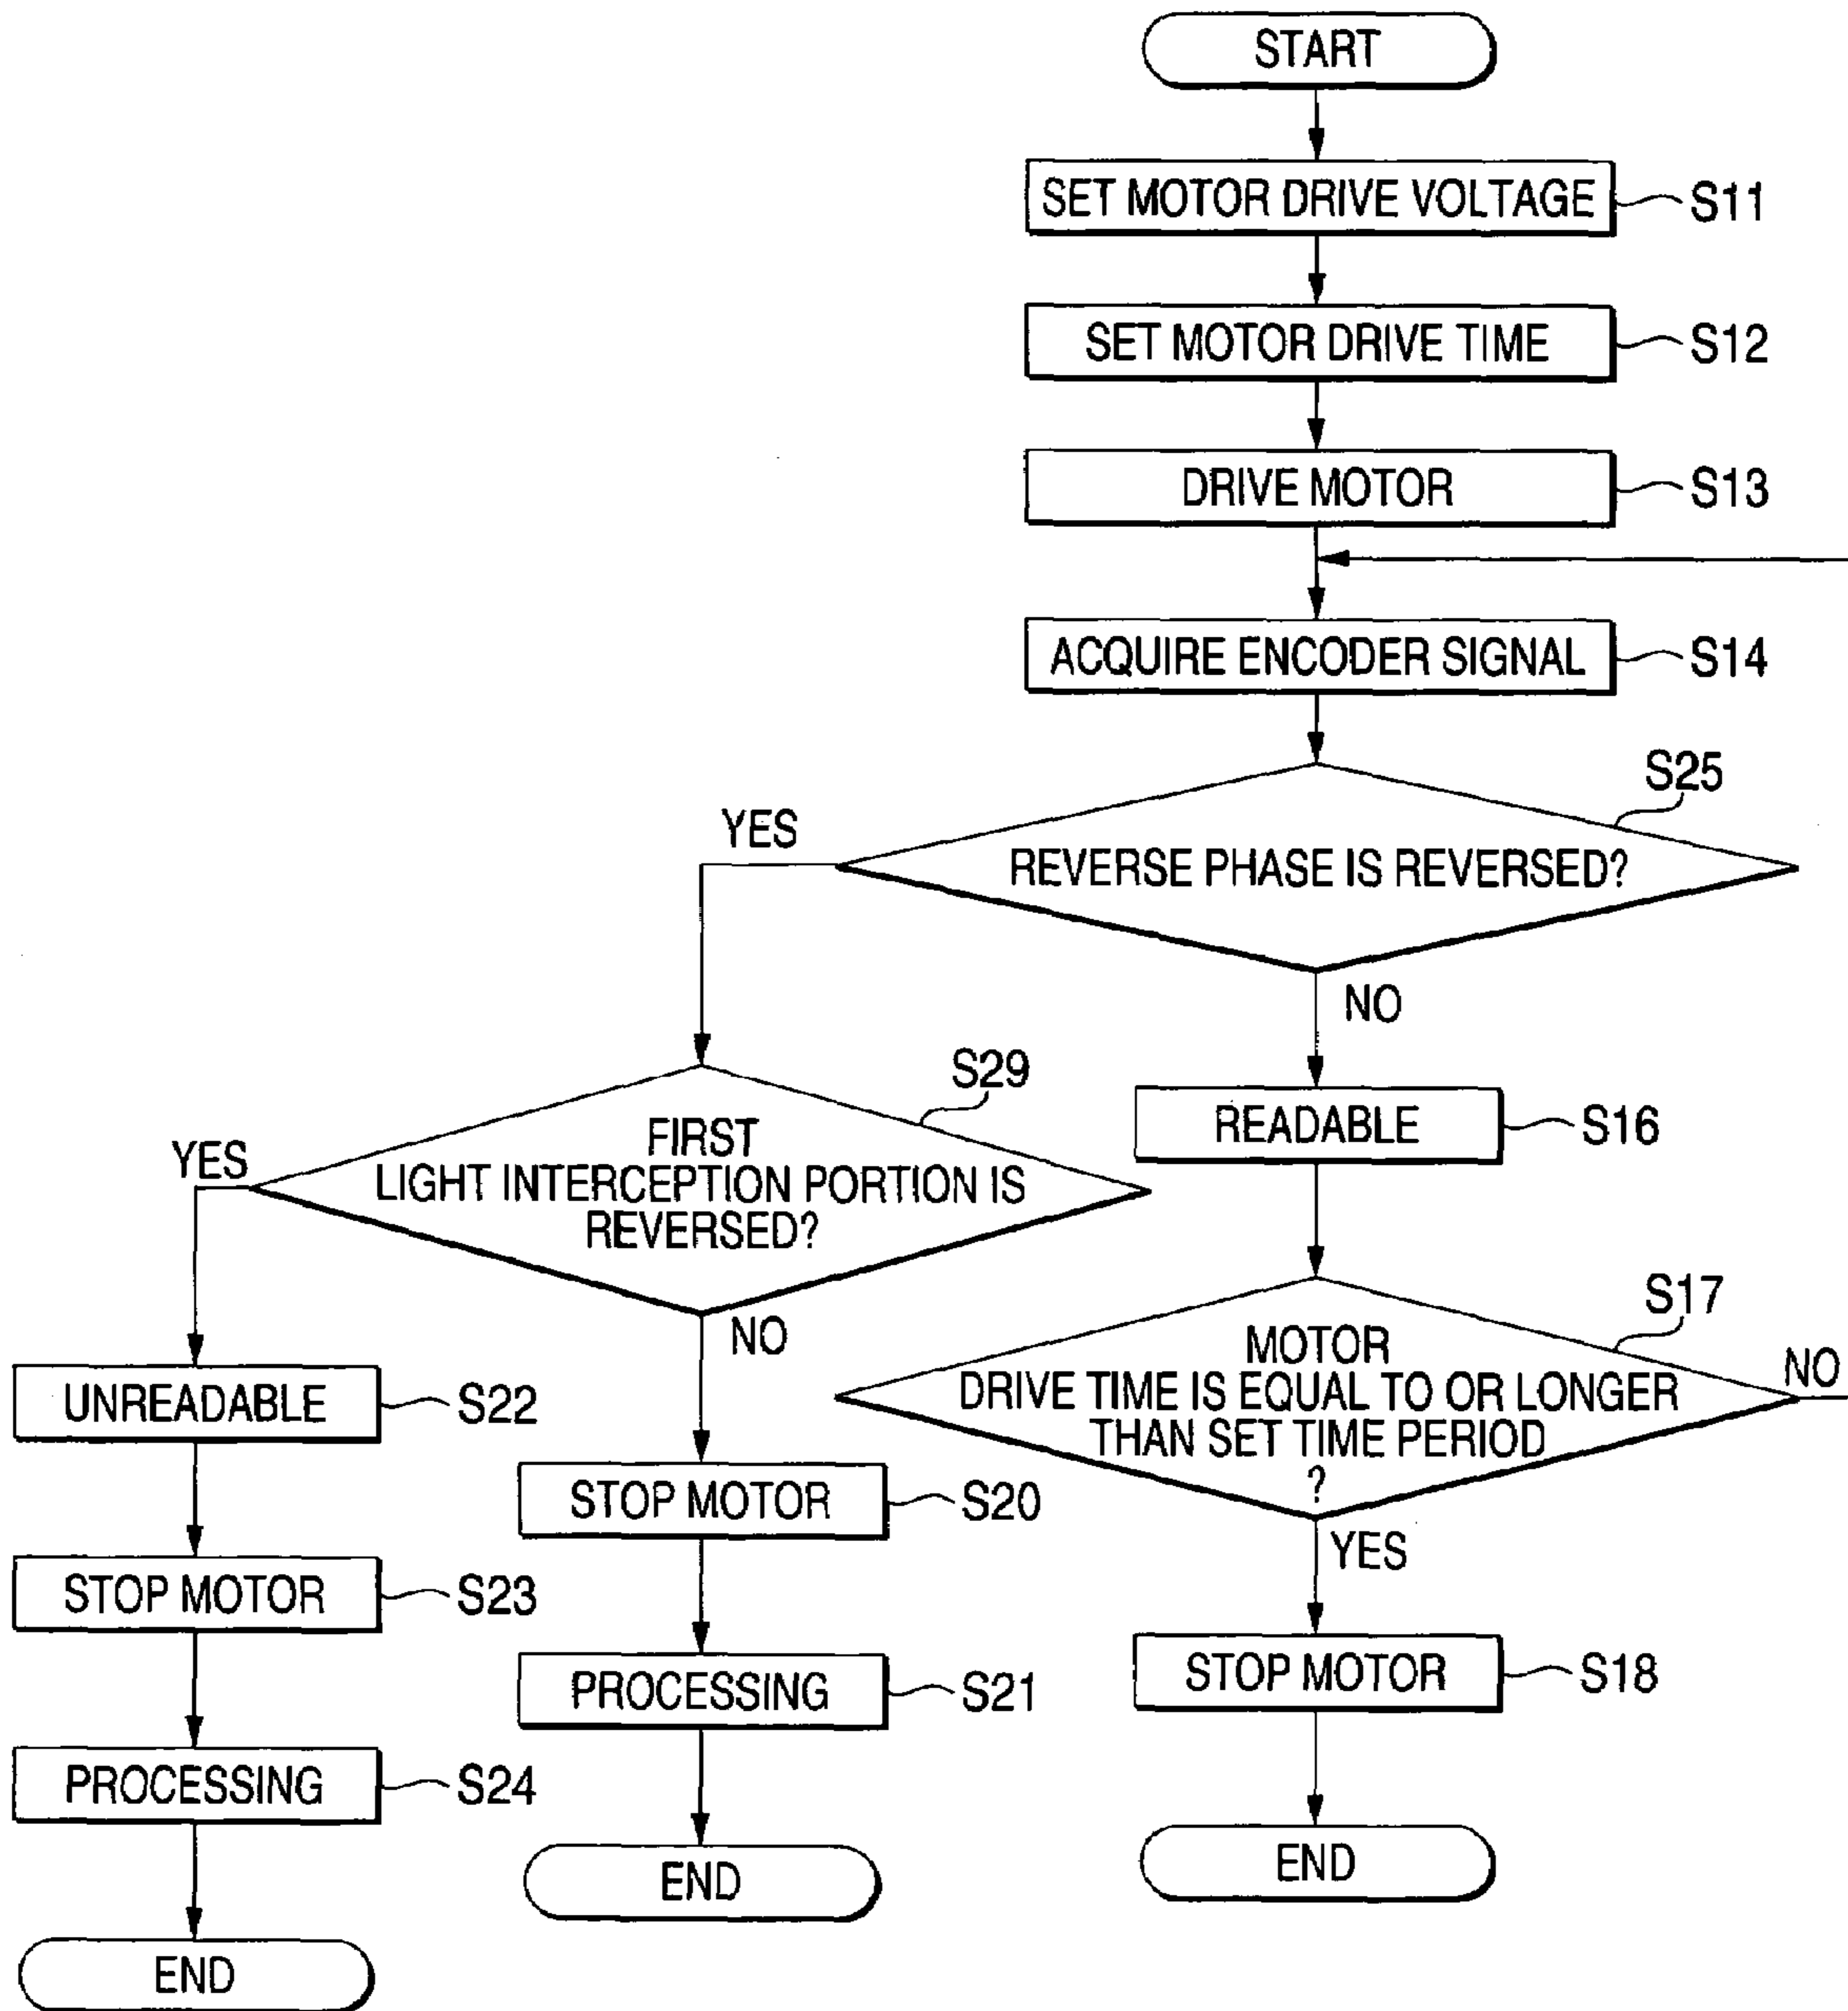 START
SET MOTOR DRIVE VOLTAGE
S11
SET MOTOR DRIVE TIME
S12
DRIVE MOTOR
S13
ACQUIRE ENCODER SIGNAL
S14
S25
REVERSE PHASE IS REVERSED?
YES
NO
S29
FIRST
LIGHT INTERCEPTION PORTION IS
REVERSED?
YES
NO
READABLE
S16
S17
MOTOR
DRIVE TIME IS EQUAL TO OR LONGER
THAN SET TIME PERIOD
?
NO
YES
UNREADABLE
S22
STOP MOTOR
S23
PROCESSING
S24
END
STOP MOTOR
S20
PROCESSING
S21
END
STOP MOTOR
S18
END